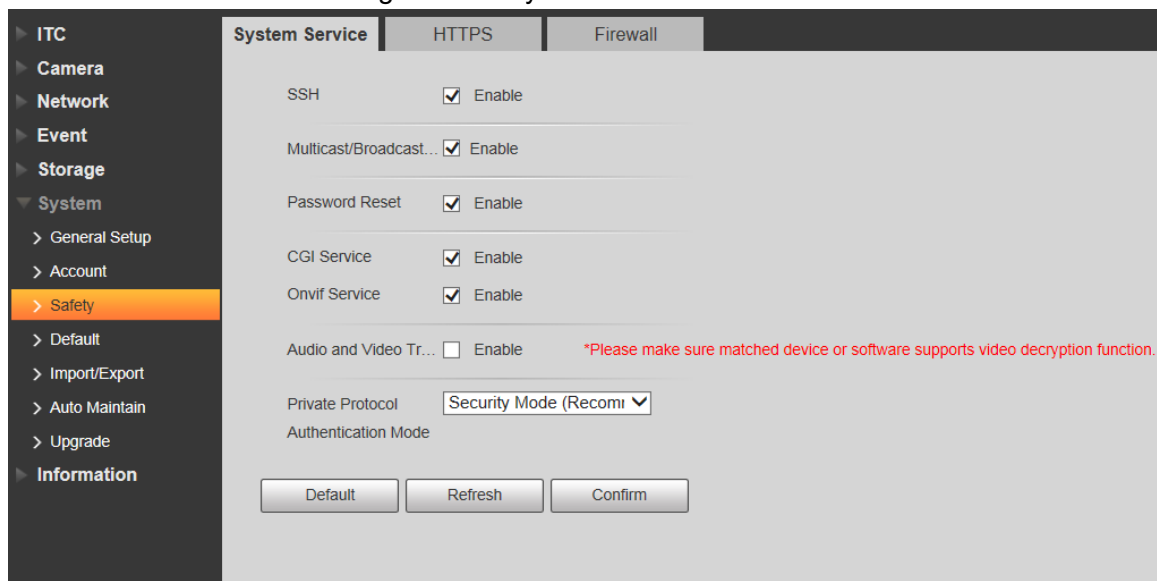 ITC
Camera
Network
Event
Storage
System
General Setup
Account
Safety
Default
Import/Export
Auto Maintain
Upgrade
Information
System Service HTTPS Firewall
SSH Enable
Multicast/Broadcast... Enable
Password Reset Enable
CGI Service Enable
Onvif Service Enable
Audio and Video Tr... Enable *Please make sure matched device or software supports video decryption function.
Private Protocol Security Mode (Recomm
Authentication Mode
Default Refresh Confirm